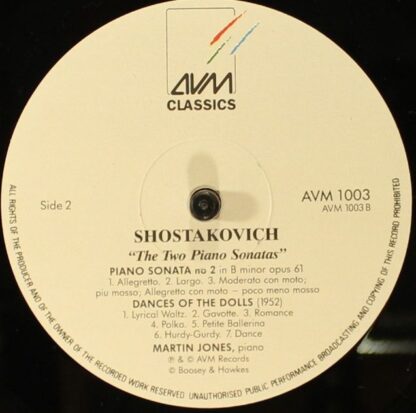 AVM
CLASSICS
Side 2
AVM 1003
AVM 1003 B
SHOSTAKOVICH
"The Two Piano Sonatas"
PIANO SONATA no 2 in B minor opus 61
1. Allegretto. 2. Largo. 3. Moderato con moto;
piu mosso; Allegretto con moto – poco meno mosso
DANCES OF THE DOLLS (1952)
1. Lyrical Waltz. 2. Gavotte. 3. Romance
4. Polka. 5. Petite Ballerina
6. Hurdy-Gurdy. 7. Dance
MARTIN JONES, piano
℗ & © AVM Records
© Boosey & Hawkes
ALL RIGHTS OF THE PRODUCER AND OF THE OWNER OF THE RECORDED WORK RESERVED UNAUTHORISED PUBLIC PERFORMANCE BROADCASTING AND COPYING OF THIS RECORD PROHIBITED